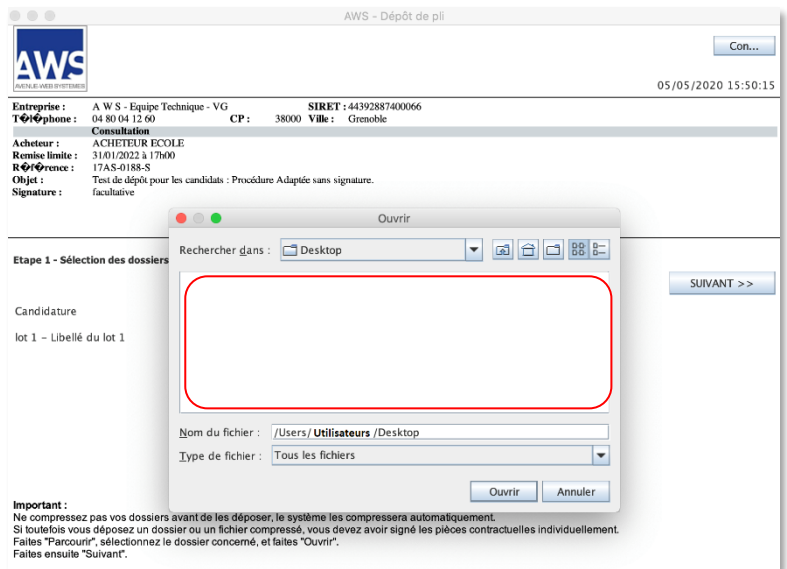 AWS - Dépôt de pli
AWS
AVENUE WEB SYSTEMES
Con...
05/05/2020 15:50:15
Entreprise : A W S - Equipe Technique - VG SIRET : 44392887400066
T�l�phone : 04 80 04 12 60 CP : 38000 Ville : Grenoble
Consultation
Acheteur : ACHETEUR ECOLE
Remise limite : 31/01/2022 à 17h00
R�f�rence : 17AS-0188-S
Objet : Test de dépôt pour les candidats : Procédure Adaptée sans signature.
Signature : facultative
Ouvrir
Rechercher dans : Desktop
Etape 1 - Sélection des dossiers
SUIVANT >>
Candidature
lot 1 – Libellé du lot 1
Nom du fichier : /Users/ Utilisateurs /Desktop
Type de fichier : Tous les fichiers
Ouvrir Annuler
Important :
Ne compressez pas vos dossiers avant de les déposer, le système les compressera automatiquement.
Si toutefois vous déposez un dossier ou un fichier compressé, vous devez avoir signé les pièces contractuelles individuellement.
Faites "Parcourir", sélectionnez le dossier concerné, et faites "Ouvrir".
Faites ensuite "Suivant".